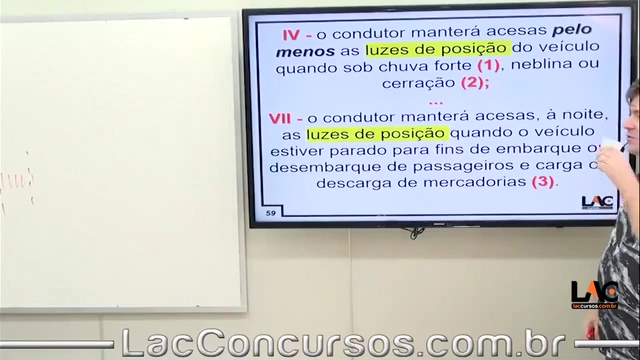 IV - o condutor manterá acesas pelo
menos as luzes de posição do veículo
quando sob chuva forte (1), neblina ou
cerração (2);
...
VII - o condutor manterá acesas, à noite,
as luzes de posição quando o veículo
estiver parado para fins de embarque ou
desembarque de passageiros e carga o
descarga de mercadorias (3).
59
LAC
LAC
laccursos.com.br
LacConcursos.com.br